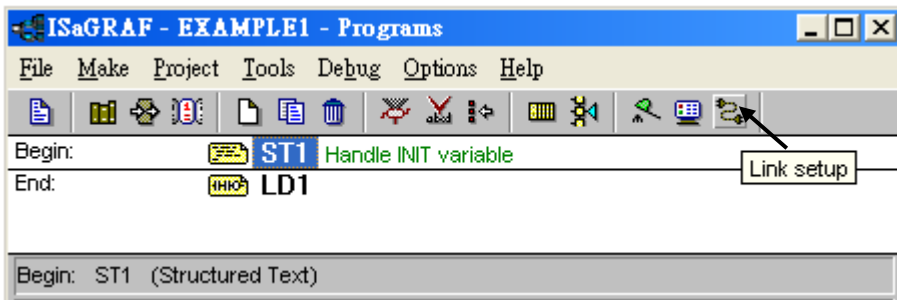 ISaGRAF - EXAMPLE1 - Programs
File Make Project Tools Debug Options Help
Begin: ST1 Handle INIT variable
Link setup
End: LD1
Begin: ST1 (Structured Text)